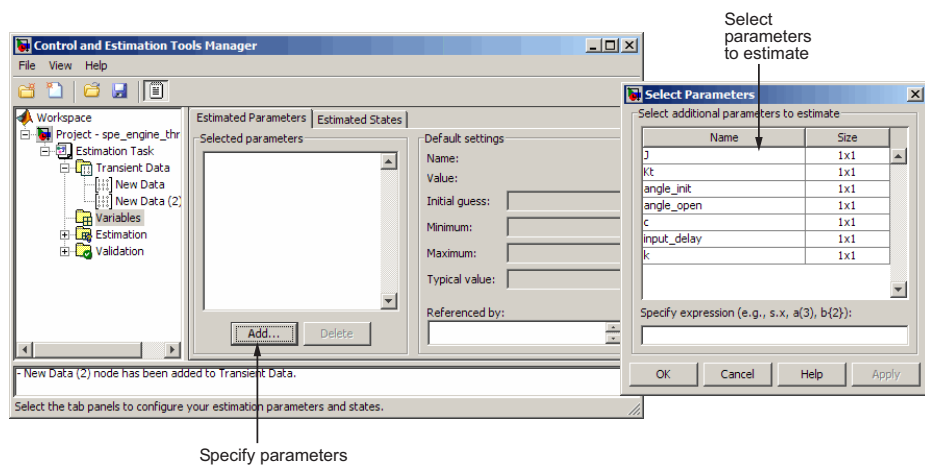 Select
parameters
to estimate
Control and Estimation Tools Manager
File View Help
Workspace
Project - spe_engine_thr
Estimation Task
Transient Data
New Data
New Data (2)
Variables
Estimation
Validation
Estimated Parameters Estimated States
Selected parameters
Add... Delete
Default settings
Name:
Value:
Initial guess:
Minimum:
Maximum:
Typical value:
Referenced by:
- New Data (2) node has been added to Transient Data.
Select the tab panels to configure your estimation parameters and states.
Select Parameters
Select additional parameters to estimate
Name Size
J 1x1
Kt 1x1
angle_init 1x1
angle_open 1x1
c 1x1
input_delay 1x1
k 1x1
Specify expression (e.g., s.x, a(3), b{2}):
OK Cancel Help Apply
Specify parameters